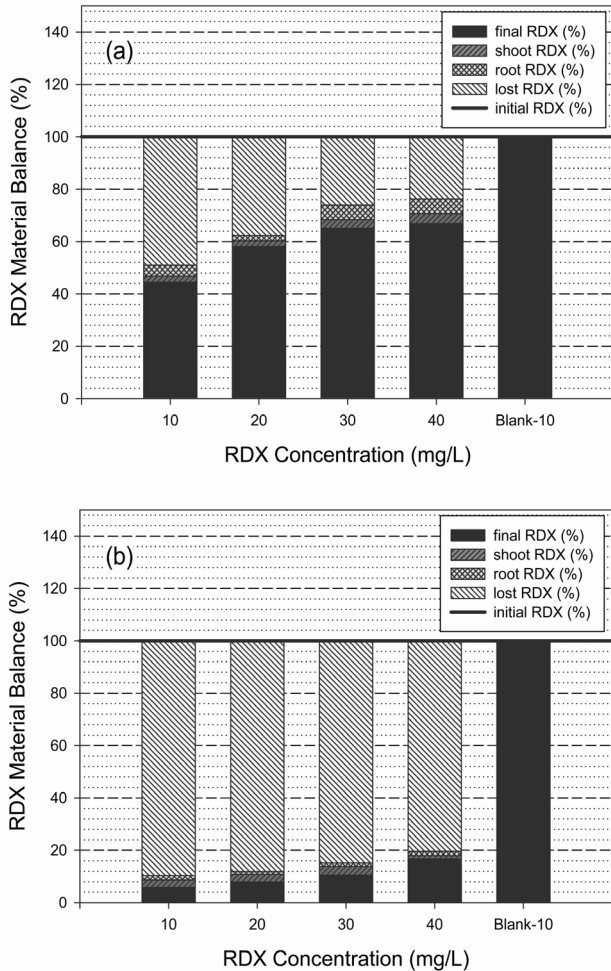 (a)
final RDX (%)
shoot RDX (%)
root RDX (%)
lost RDX (%)
initial RDX (%)
RDX Material Balance (%)
140
120
100
80
60
40
20
0
10 20 30 40 Blank-10
RDX Concentration (mg/L)
(b)
final RDX (%)
shoot RDX (%)
root RDX (%)
lost RDX (%)
initial RDX (%)
RDX Material Balance (%)
140
120
100
80
60
40
20
0
10 20 30 40 Blank-10
RDX Concentration (mg/L)